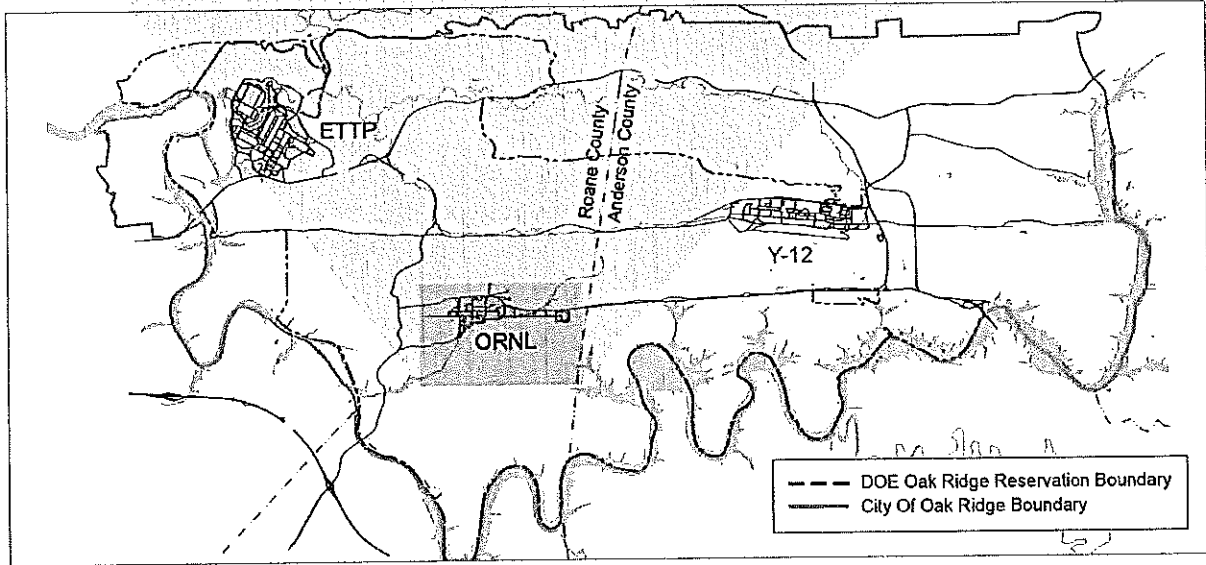 ETTP
Roane County
Anderson County
Y-12
ORNL
DOE Oak Ridge Reservation Boundary
City Of Oak Ridge Boundary